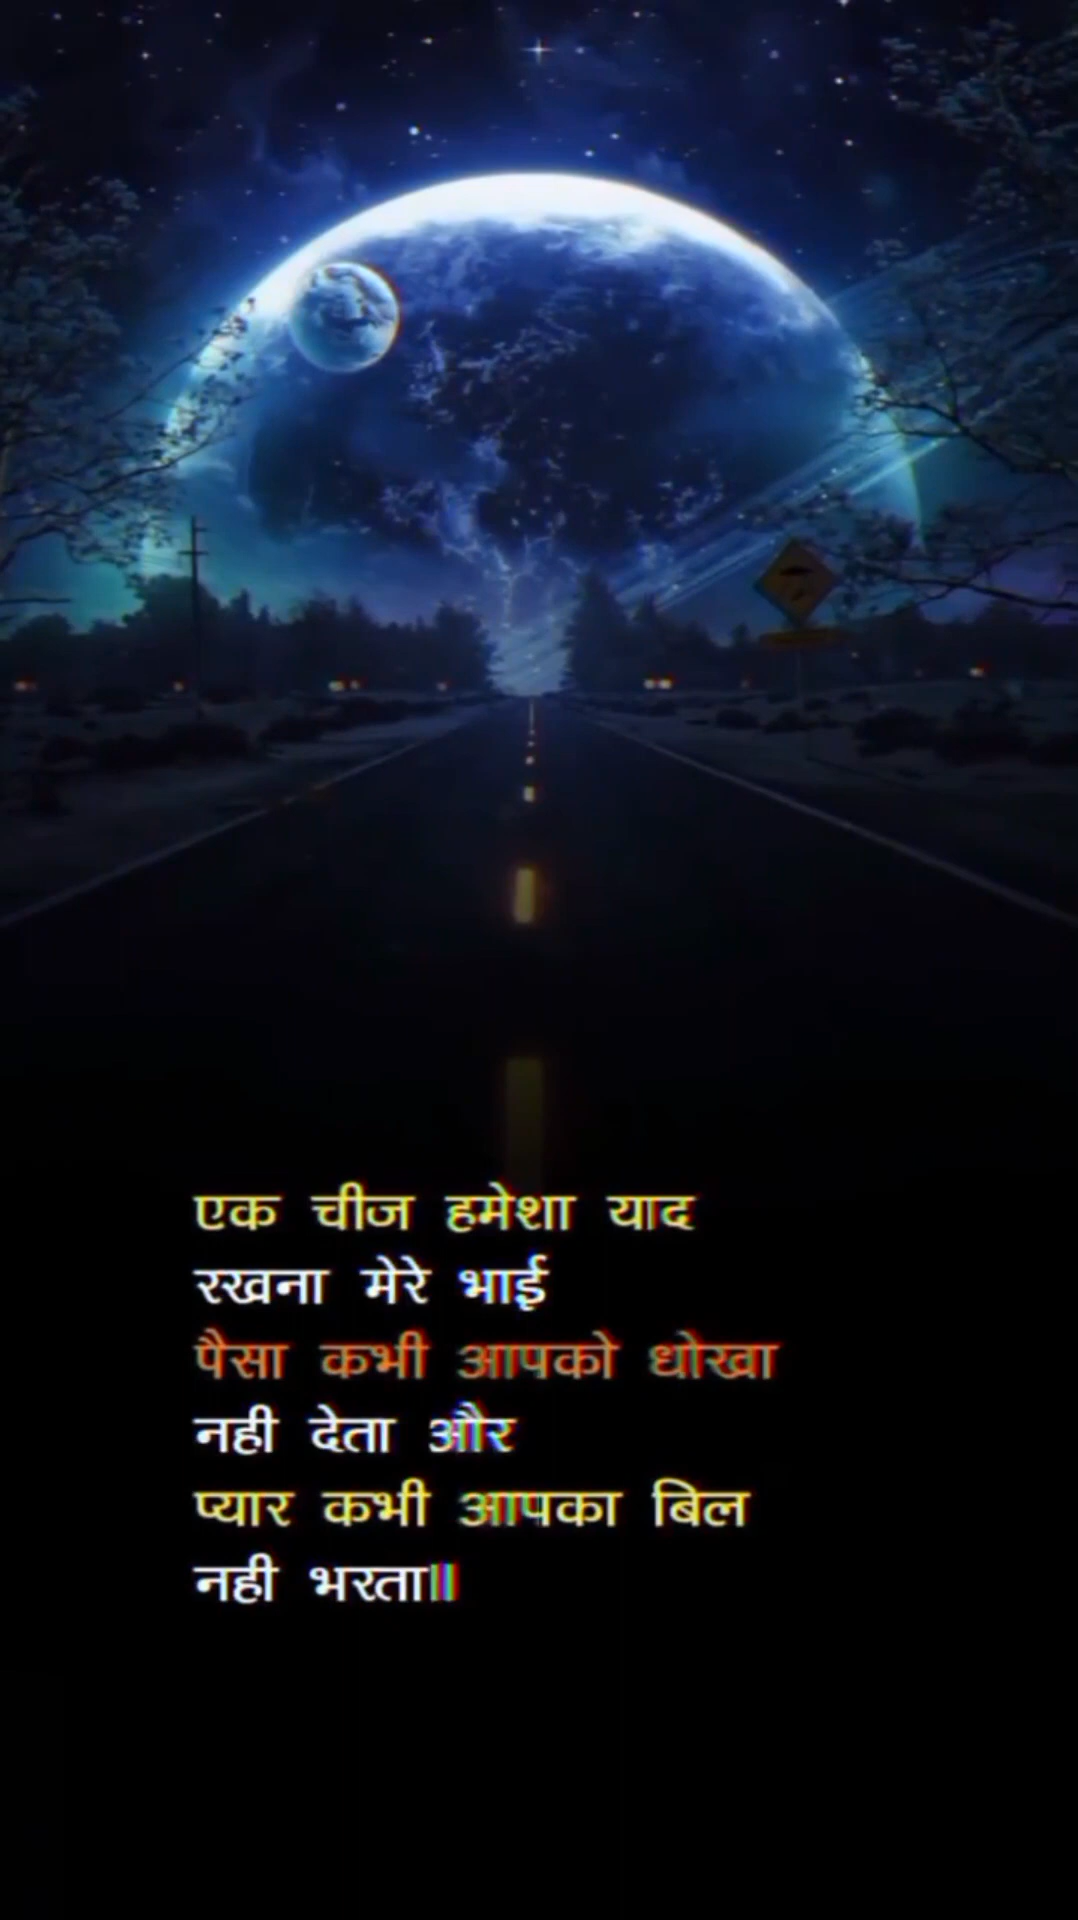 एक चीज हमेशा याद
रखना मेरे भाई
पैसा कभी आपको धोखा
नही देता और
प्यार कभी आपका बिल
नही भरता॥